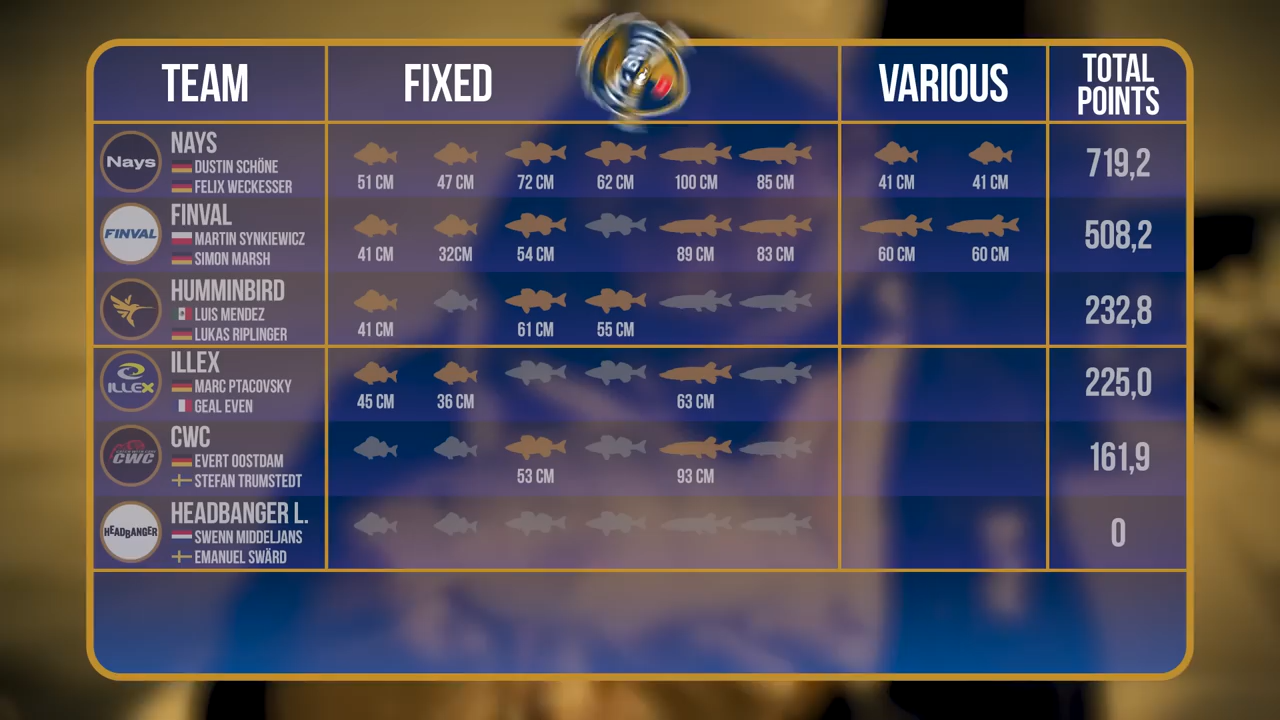 TEAM
FIXED
VARIOUS
TOTAL
POINTS
Nays
NAYS
DUSTIN SCHÖNE
FELIX WECKESSER
51 CM 47 CM 72 CM 62 CM 100 CM 85 CM 41 CM 41 CM
719,2
FINVAL
FINVAL
MARTIN SYNKIEWICZ
SIMON MARSH
41 CM 32CM 54 CM 89 CM 83 CM 60 CM 60 CM
508,2
HUMMINBIRD
LUIS MENDEZ
LUKAS RIPLINGER
41 CM 61 CM 55 CM
232,8
ILLEX
ILLEX
MARC PTACOVSKY
GEAL EVEN
45 CM 36 CM 63 CM
225,0
CWC
CWC
EVERT OOSTDAM
STEFAN TRUMSTEDT
53 CM 93 CM
161,9
HEADBANGER
HEADBANGER L.
SWENN MIDDELJANS
EMANUEL SWÄRD
0